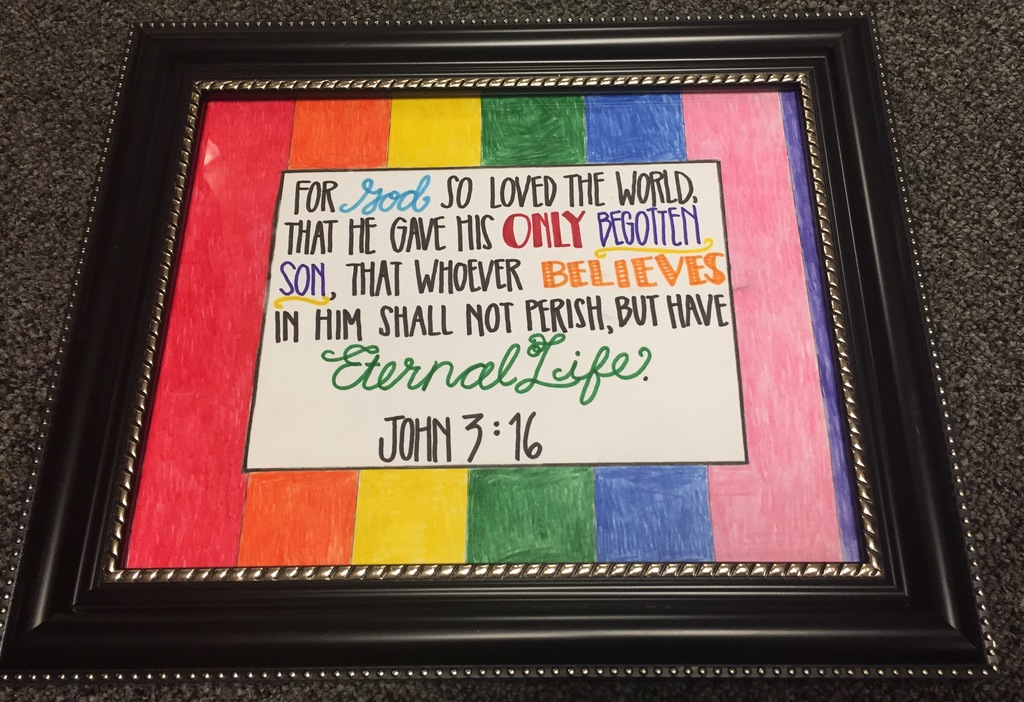 FOR God SO LOVED THE WORLD,
THAT HE GAVE HIS ONLY BEGOTTEN
SON, THAT WHOEVER BELIEVES
IN HIM SHALL NOT PERISH, BUT HAVE
Eternal Life.
JOHN 3:16